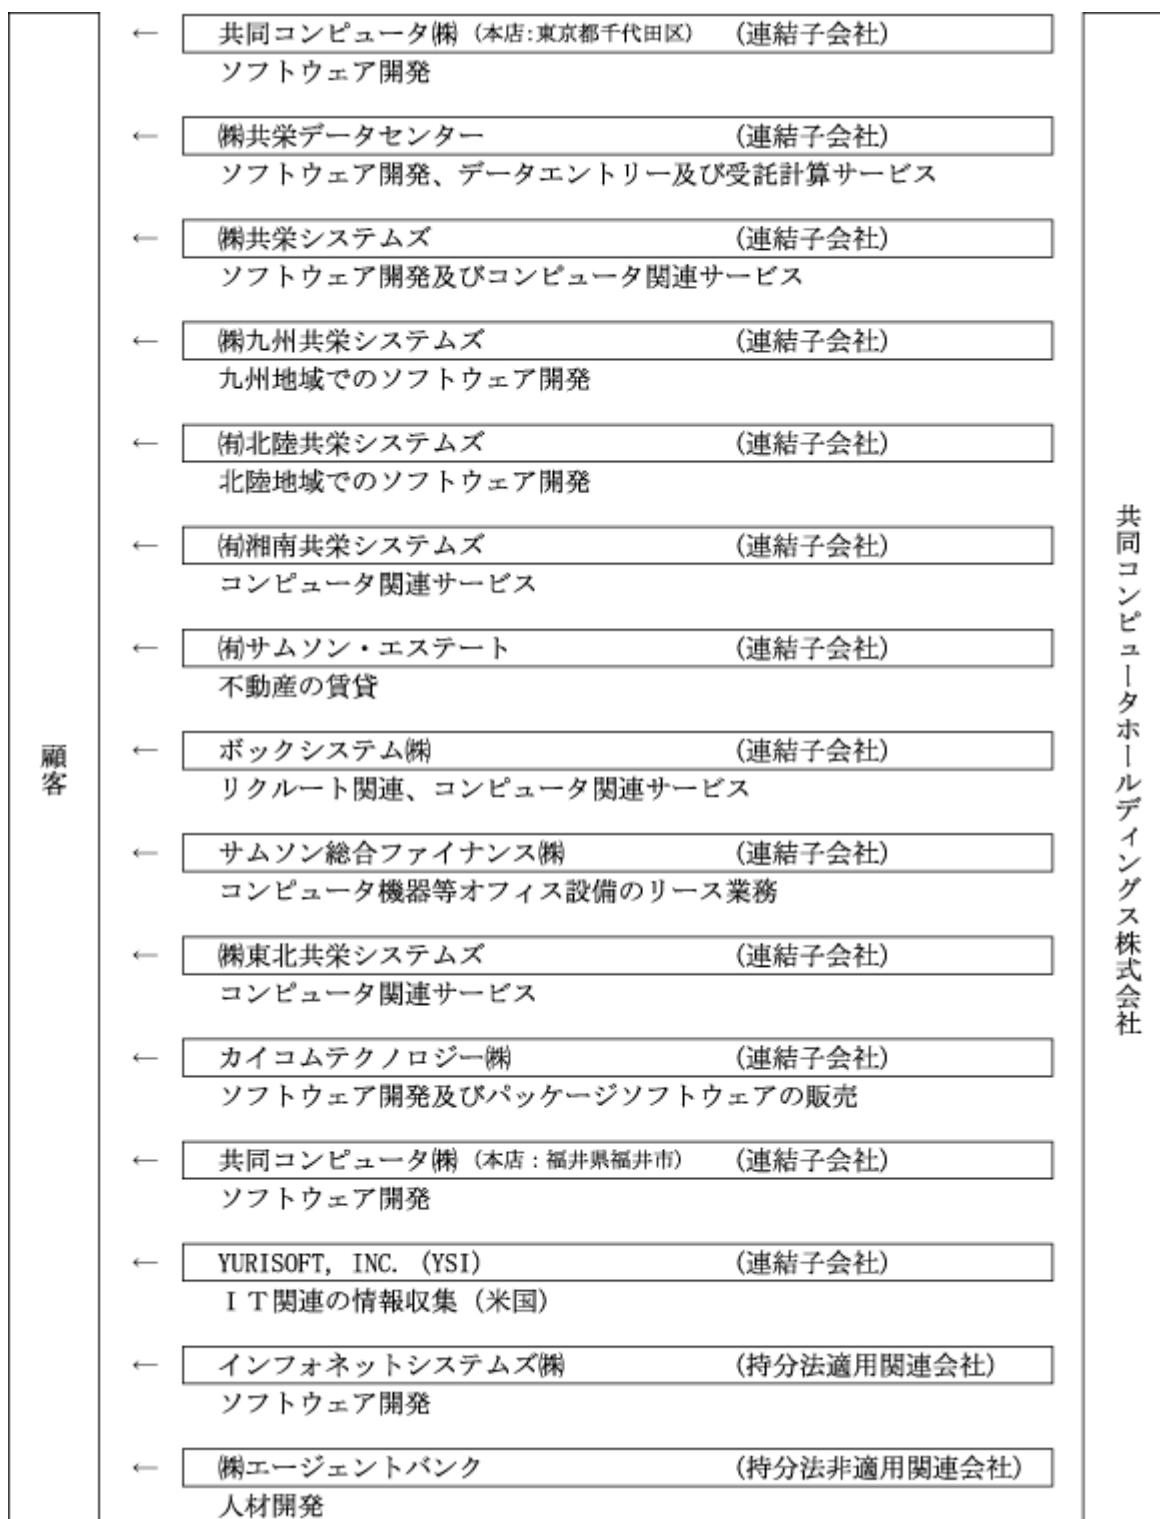 ← 共同コンピュータ㈱（本店:東京都千代田区） （連結子会社）
ソフトウェア開発
← ㈱共栄データセンター （連結子会社）
ソフトウェア開発、データエントリー及び受託計算サービス
← ㈱共栄システムズ （連結子会社）
ソフトウェア開発及びコンピュータ関連サービス
← ㈱九州共栄システムズ （連結子会社）
九州地域でのソフトウェア開発
← ㈲北陸共栄システムズ （連結子会社）
北陸地域でのソフトウェア開発
← ㈲湘南共栄システムズ （連結子会社）
コンピュータ関連サービス
← ㈲サムソン・エステート （連結子会社）
不動産の賃貸
← ボックシステム㈱ （連結子会社）
リクルート関連、コンピュータ関連サービス
← サムソン総合ファイナンス㈱ （連結子会社）
コンピュータ機器等オフィス設備のリース業務
← ㈱東北共栄システムズ （連結子会社）
コンピュータ関連サービス
← カイコムテクノロジー㈱ （連結子会社）
ソフトウェア開発及びパッケージソフトウェアの販売
← 共同コンピュータ㈱（本店：福井県福井市） （連結子会社）
ソフトウェア開発
← YURISOFT, INC. (YSI) （連結子会社）
ＩＴ関連の情報収集（米国）
← インフォネットシステムズ㈱ （持分法適用関連会社）
ソフトウェア開発
← ㈱エージェントバンク （持分法非適用関連会社）
人材開発
顧客
共同コンピュータホールディングス株式会社